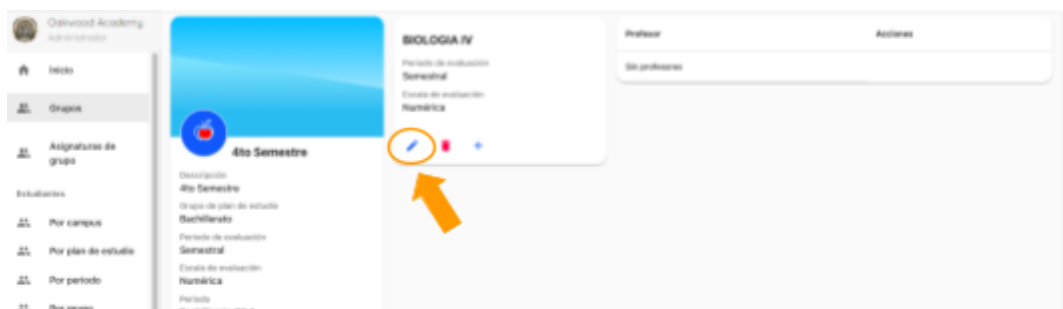 Oakwood Academy
Administrador
Inicio
Grupos
Asignaturas de
grupo
Estudiantes
Por campus
Por plan de estudio
Por periodo
Por grupo
4to Semestre
Descripción
4to Semestre
Grupo de plan de estudio
Bachillerato
Periodo de evaluación
Semestral
Escala de evaluación
Numérica
Periodo
BIOLOGIA IV
Periodo de evaluación
Semestral
Escala de evaluación
Numérica
Profesor
Acciones
Sin profesores